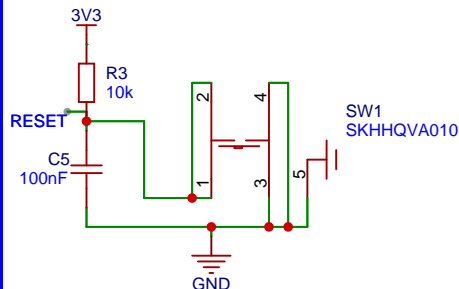 3V3
R3
10k
RESET
C5
100nF
2
4
1
3
5
SW1
SKHHQVA010
GND